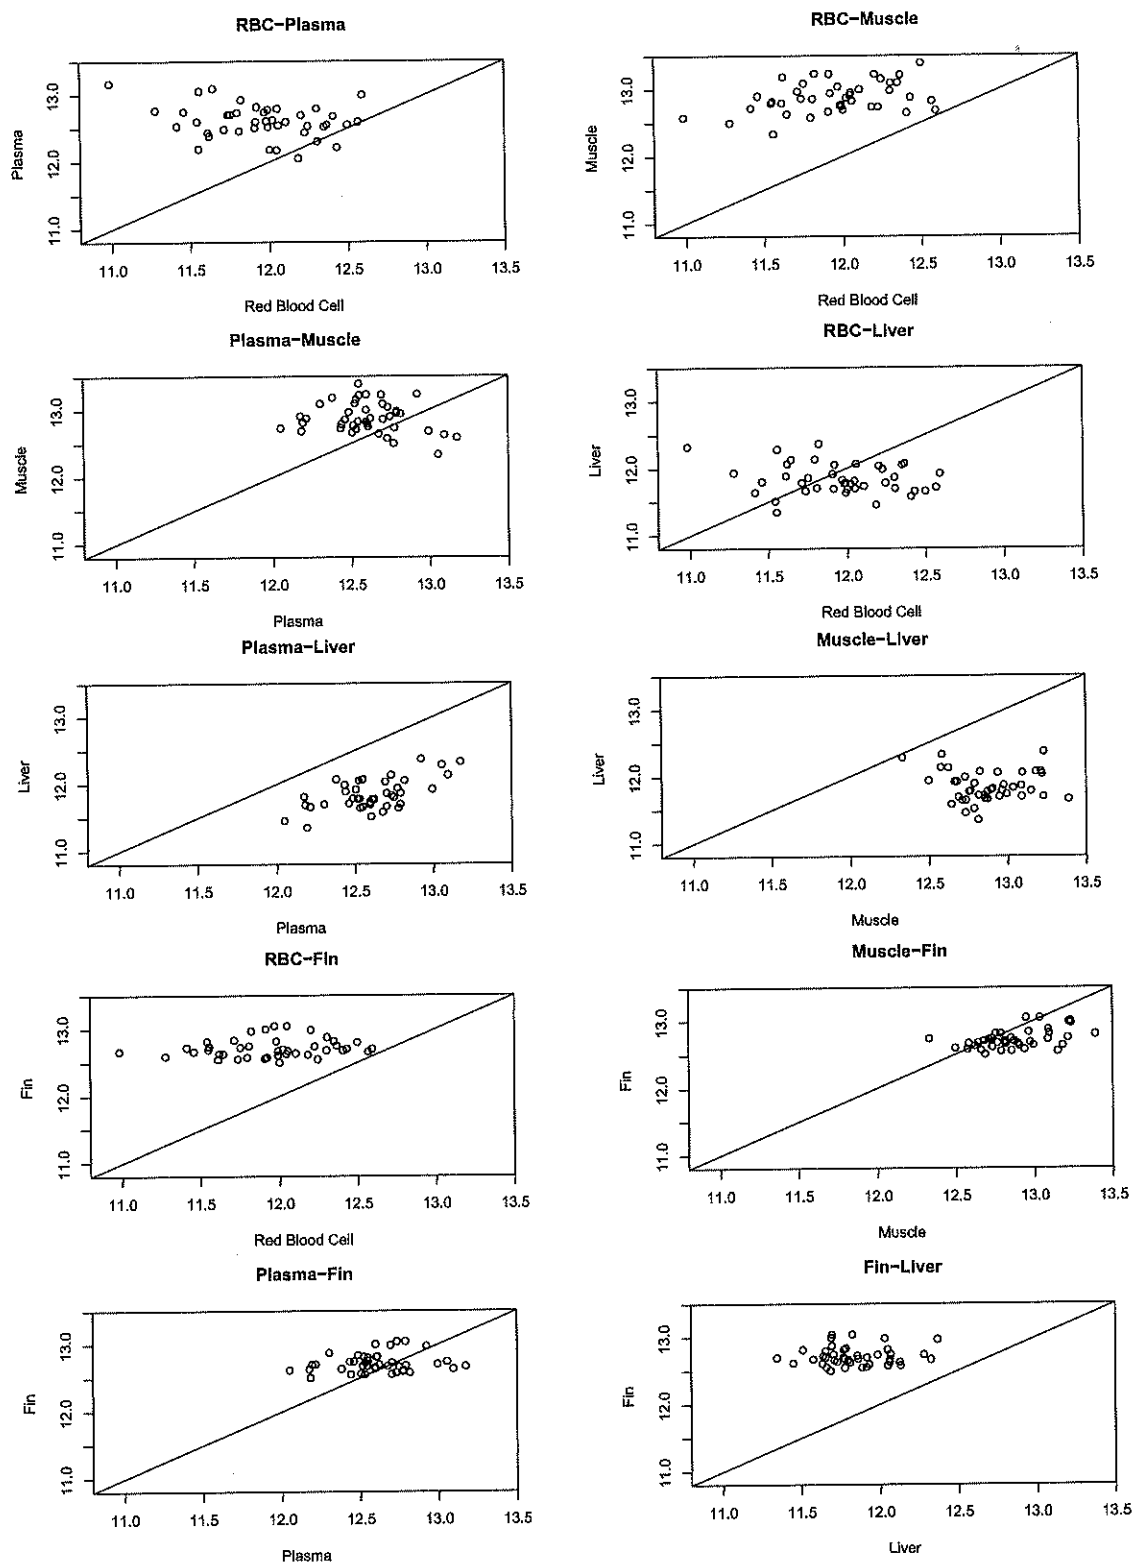 RBC-Plasma
Plasma
11.0 12.0 13.0
11.0 11.5 12.0 12.5 13.0 13.5
Red Blood Cell
RBC-Muscle
Muscle
11.0 12.0 13.0
11.0 11.5 12.0 12.5 13.0 13.5
Red Blood Cell
Plasma-Muscle
Muscle
11.0 12.0 13.0
11.0 11.5 12.0 12.5 13.0 13.5
Plasma
RBC-Liver
Liver
11.0 12.0 13.0
11.0 11.5 12.0 12.5 13.0 13.5
Red Blood Cell
Plasma-Liver
Liver
11.0 12.0 13.0
11.0 11.5 12.0 12.5 13.0 13.5
Plasma
Muscle-Liver
Liver
11.0 12.0 13.0
11.0 11.5 12.0 12.5 13.0 13.5
Muscle
RBC-Fin
Fin
11.0 12.0 13.0
11.0 11.5 12.0 12.5 13.0 13.5
Red Blood Cell
Muscle-Fin
Fin
11.0 12.0 13.0
11.0 11.5 12.0 12.5 13.0 13.5
Muscle
Plasma-Fin
Fin
11.0 12.0 13.0
11.0 11.5 12.0 12.5 13.0 13.5
Plasma
Fin-Liver
Fin
11.0 12.0 13.0
11.0 11.5 12.0 12.5 13.0 13.5
Liver